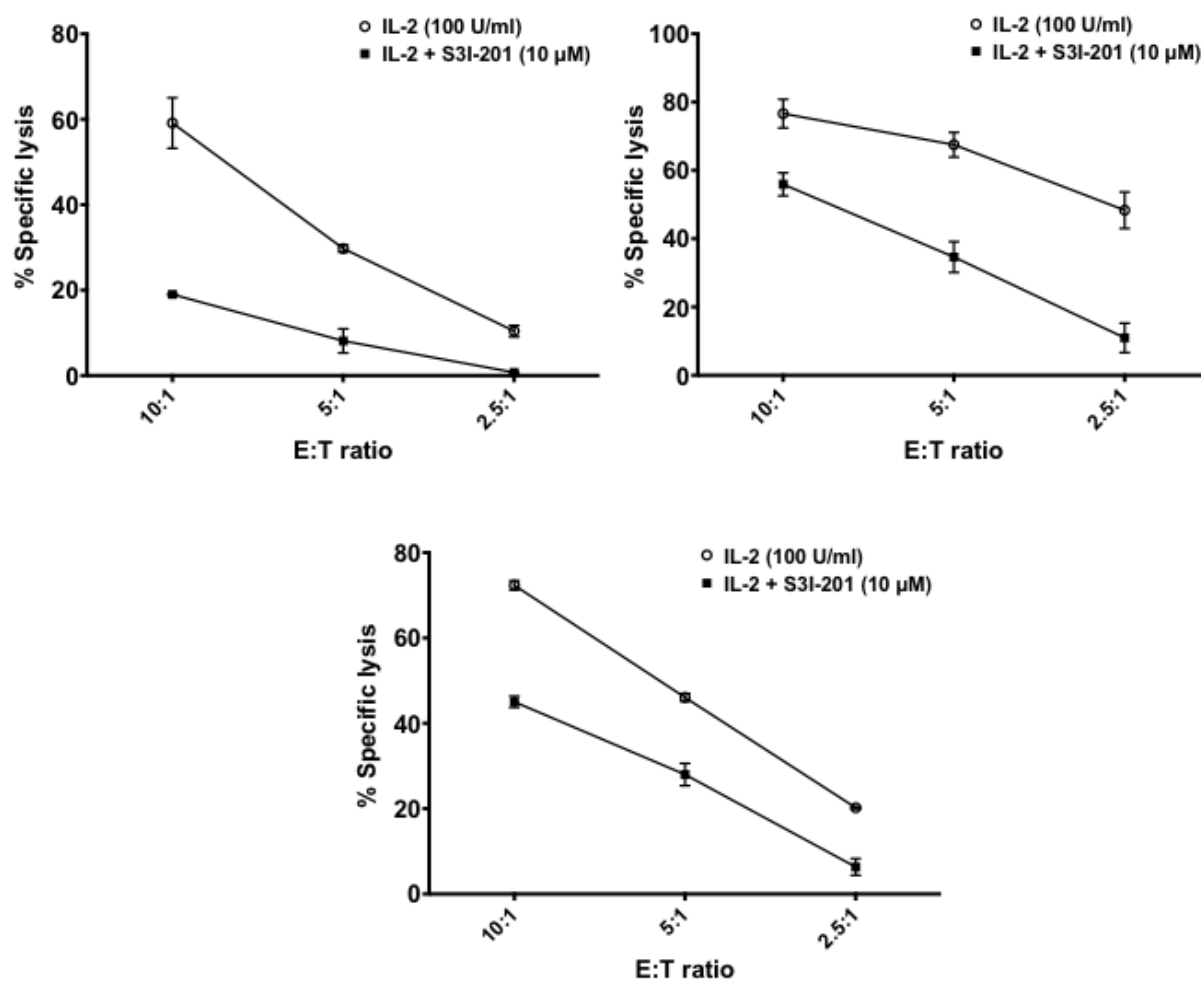 IL-2 (100 U/ml)
IL-2 + S3I-201 (10 µM)
% Specific lysis
80
60
40
20
0
10:1
5:1
2.5:1
E:T ratio
IL-2 (100 U/ml)
IL-2 + S3I-201 (10 µM)
% Specific lysis
100
80
60
40
20
0
10:1
5:1
2.5:1
E:T ratio
IL-2 (100 U/ml)
IL-2 + S3I-201 (10 µM)
% Specific lysis
80
60
40
20
0
10:1
5:1
2.5:1
E:T ratio